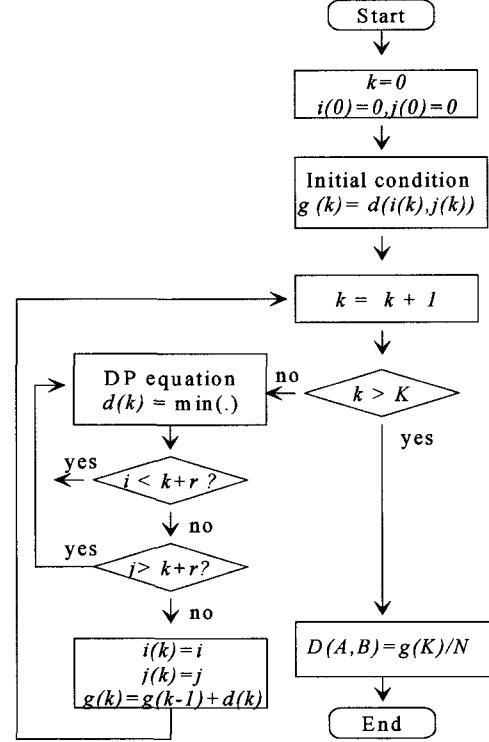 Start
k=0
i(0)=0,j(0)=0
Initial condition
g (k)= d(i(k),j(k))
k = k + 1
k > K
no
yes
DP equation
d(k) = min(.)
i < k+r ?
yes
no
j> k+r?
yes
no
i(k)=i
j(k)=j
g(k)=g(k-1)+d(k)
D(A,B)=g(K)/N
End